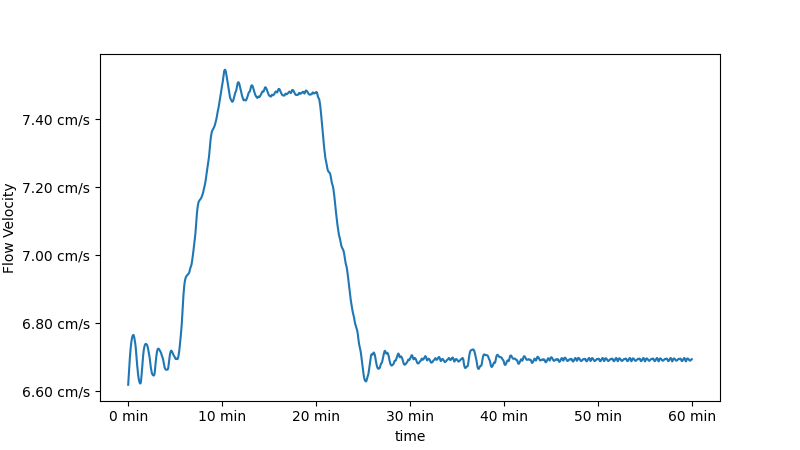 Flow Velocity
7.40 cm/s
7.20 cm/s
7.00 cm/s
6.80 cm/s
6.60 cm/s
0 min 10 min 20 min 30 min 40 min 50 min 60 min
time